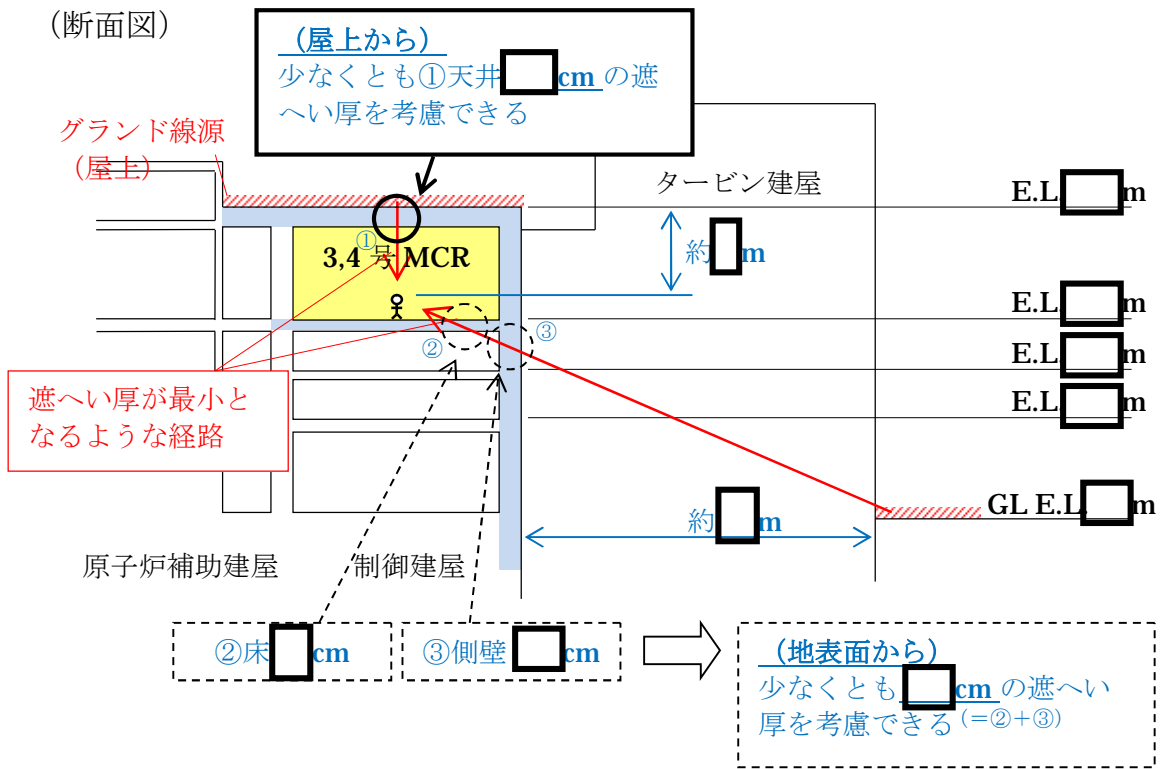 (断面図)
(屋上から)
少なくとも①天井 cm の遮
へい厚を考慮できる
グランド線源
(屋上)
タービン建屋
E.L. m
①
3,4 号 MCR
約 m
E.L. m
②
③
E.L. m
E.L. m
遮へい厚が最小と
なるような経路
GL E.L. m
約 m
原子炉補助建屋
制御建屋
②床 cm
③側壁 cm
(地表面から)
少なくとも cm の遮へい
厚を考慮できる (=②+③)